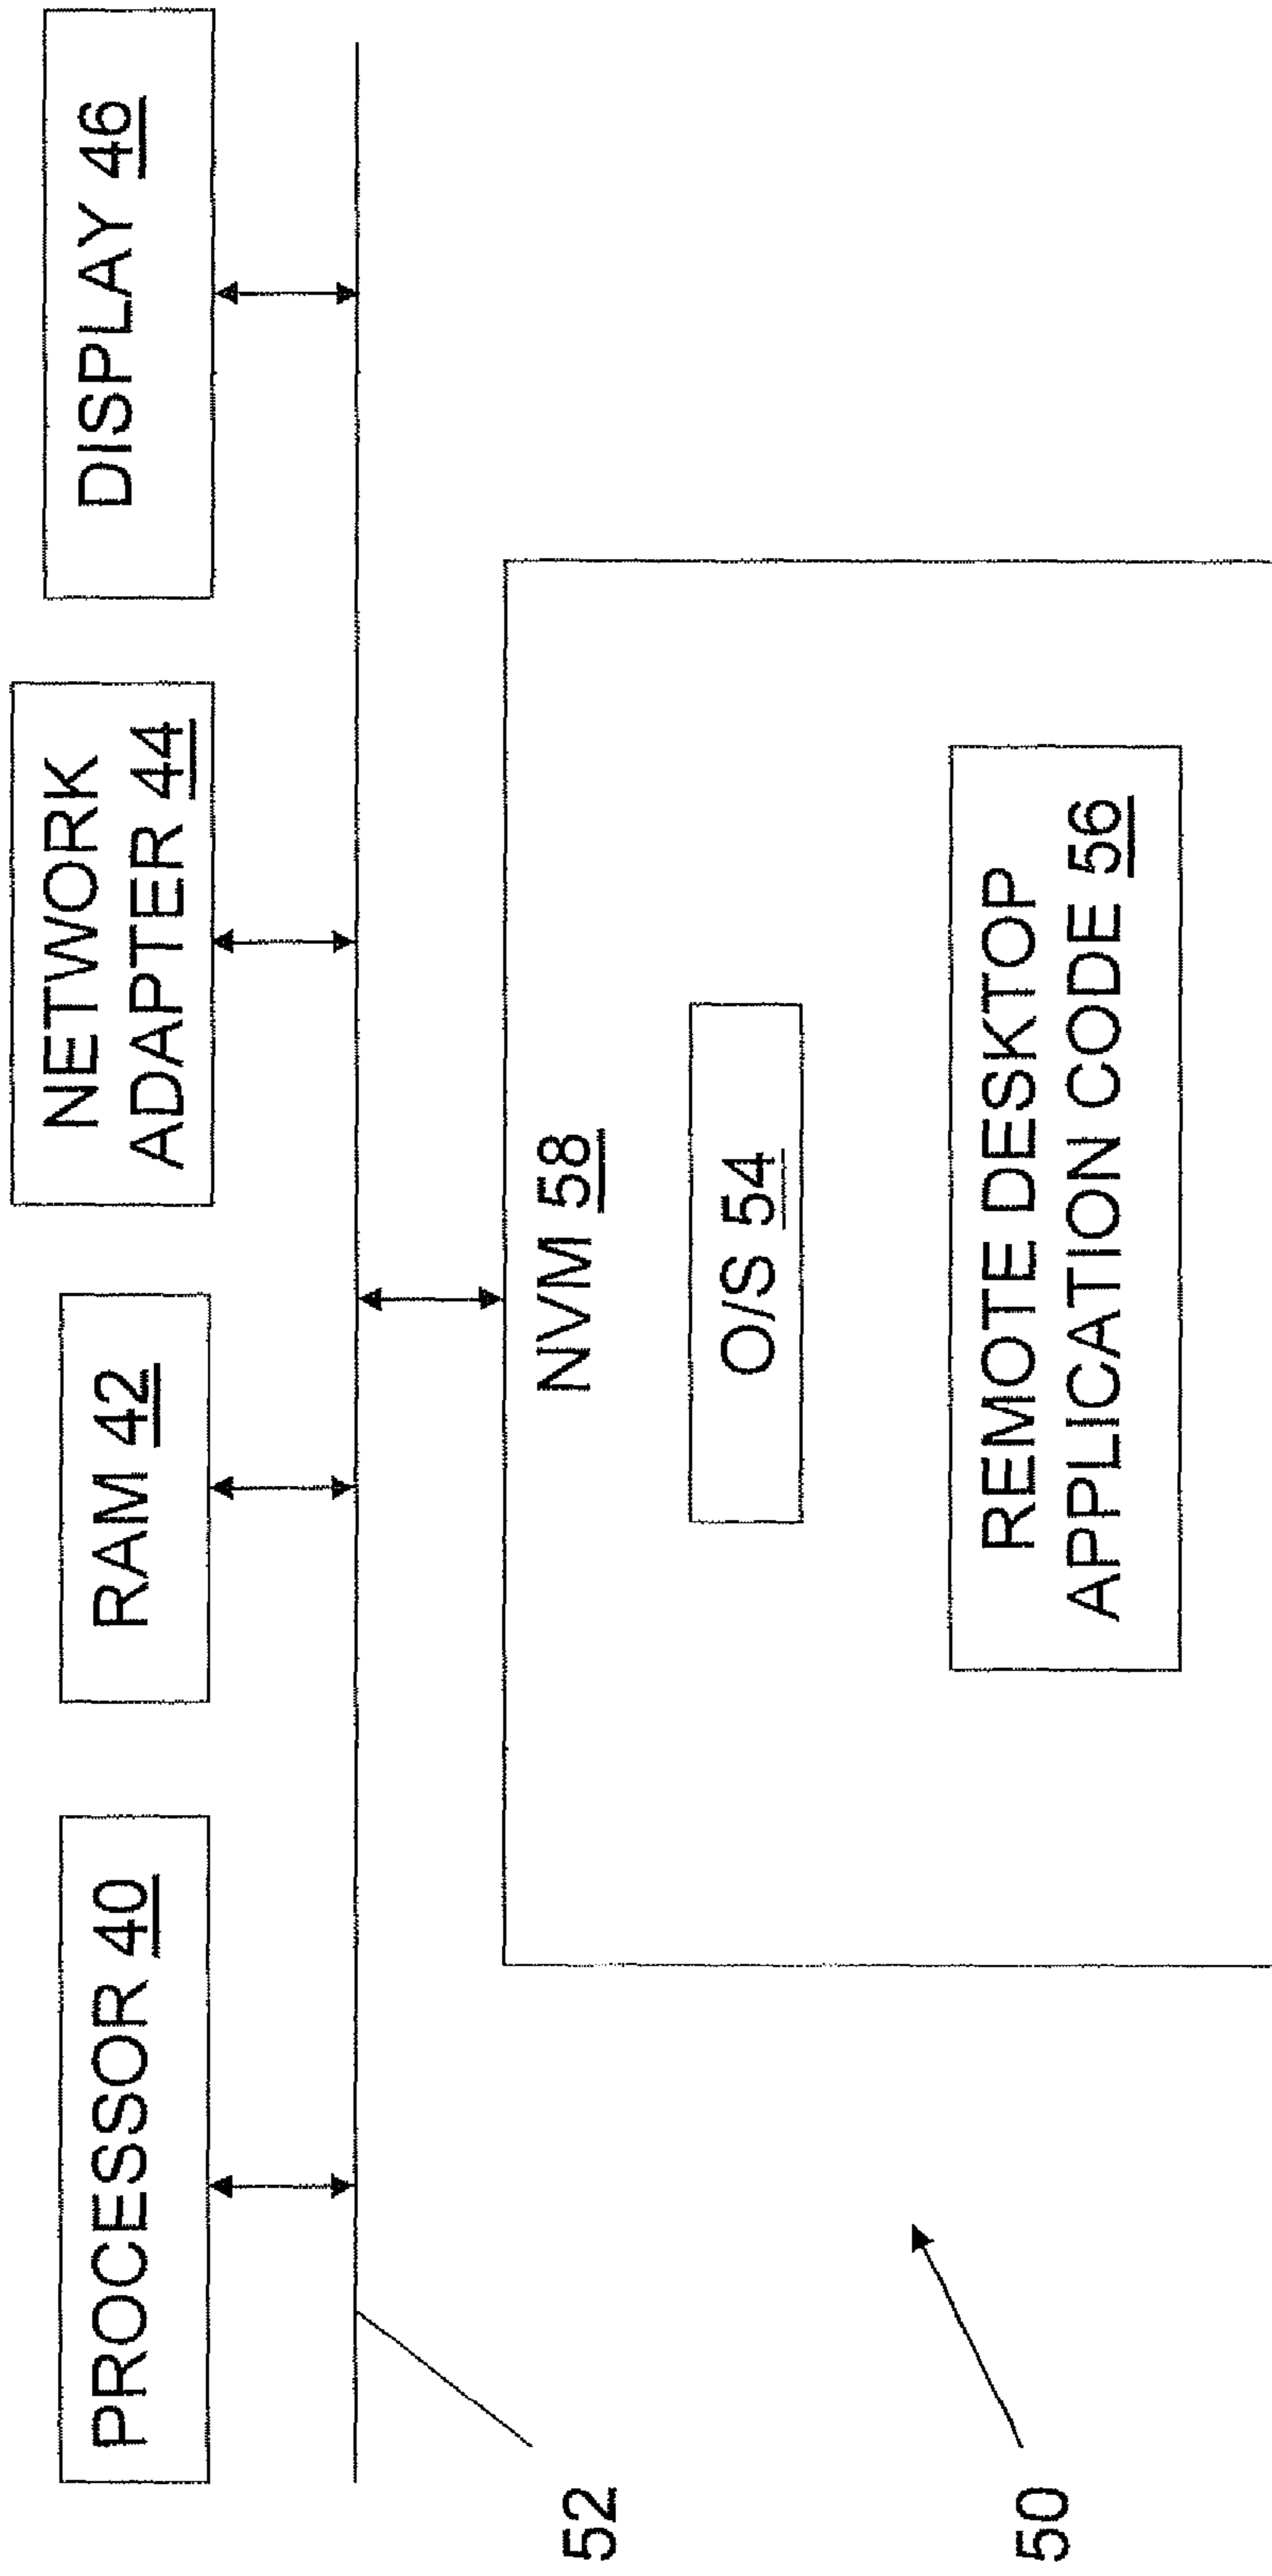 PROCESSOR 40
RAM 42
NETWORK
ADAPTER 44
DISPLAY 46
52
NVM 58
O/S 54
REMOTE DESKTOP
APPLICATION CODE 56
50